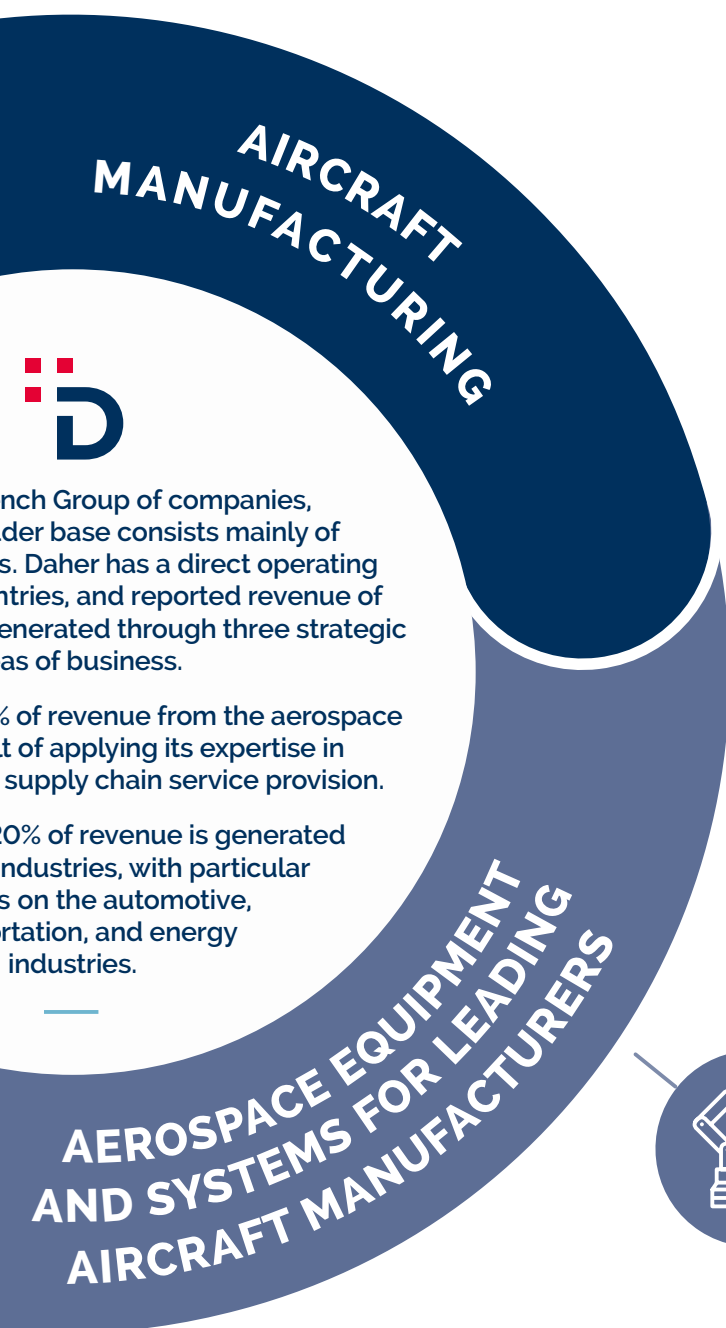 AIRCRAFT
MANUFACTURING
D
nch Group of companies,
der base consists mainly of
s. Daher has a direct operating
ntries, and reported revenue of
enerated through three strategic
as of business.
% of revenue from the aerospace
lt of applying its expertise in
supply chain service provision.
20% of revenue is generated
ndustries, with particular
s on the automotive,
rtation, and energy
industries.
AEROSPACE EQUIPMENT
AND SYSTEMS FOR LEADING
AIRCRAFT MANUFACTURERS